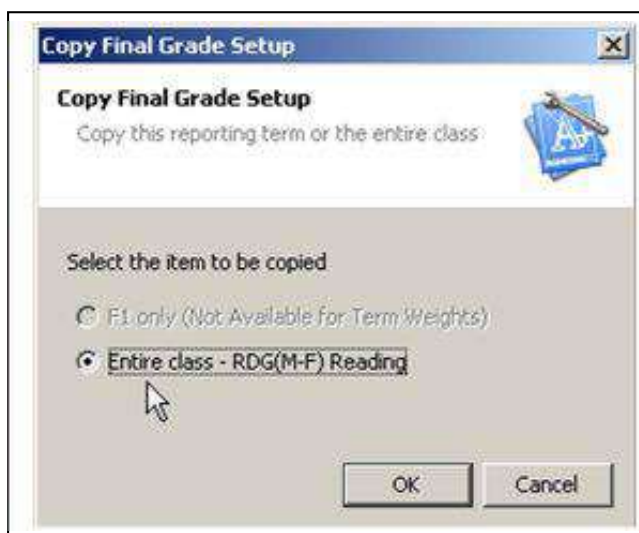 Copy Final Grade Setup
Copy Final Grade Setup
Copy this reporting term or the entire class
A+
Select the item to be copied
F1 only (Not Available for Term Weights)
Entire class - RDG(M-F) Reading
OK
Cancel